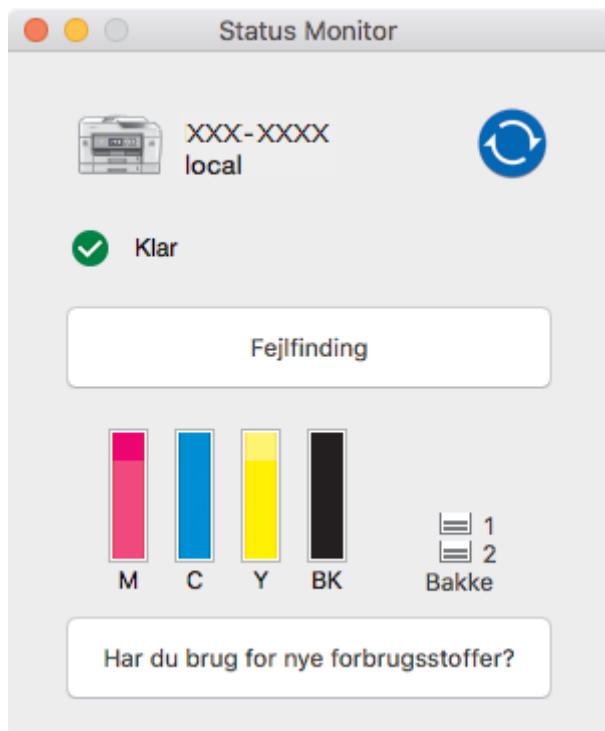 Status Monitor
XXX-XXXX
local
Klar
Fejlfinding
M C Y BK
1
2
Bakke
Har du brug for nye forbrugsstoffer?